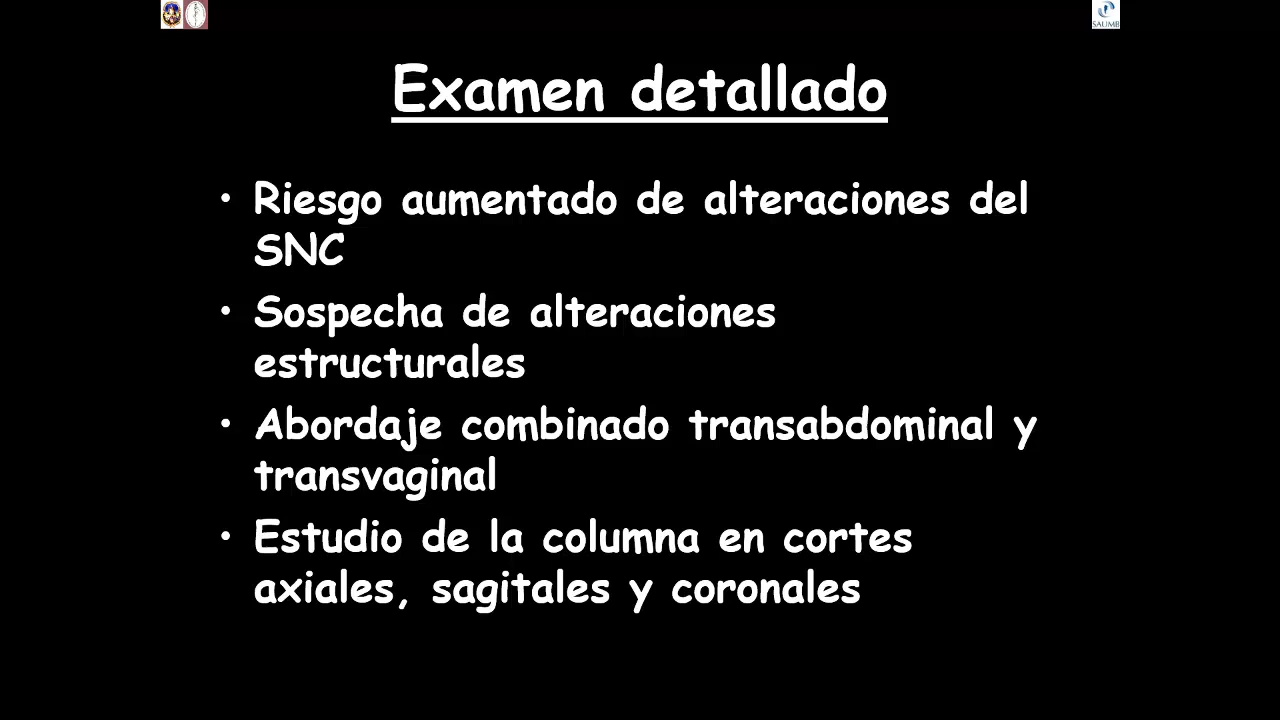 SAUMB
Examen detallado
• Riesgo aumentado de alteraciones del
SNC
• Sospecha de alteraciones
estructurales
• Abordaje combinado transabdominal y
transvaginal
• Estudio de la columna en cortes
axiales, sagitales y coronales